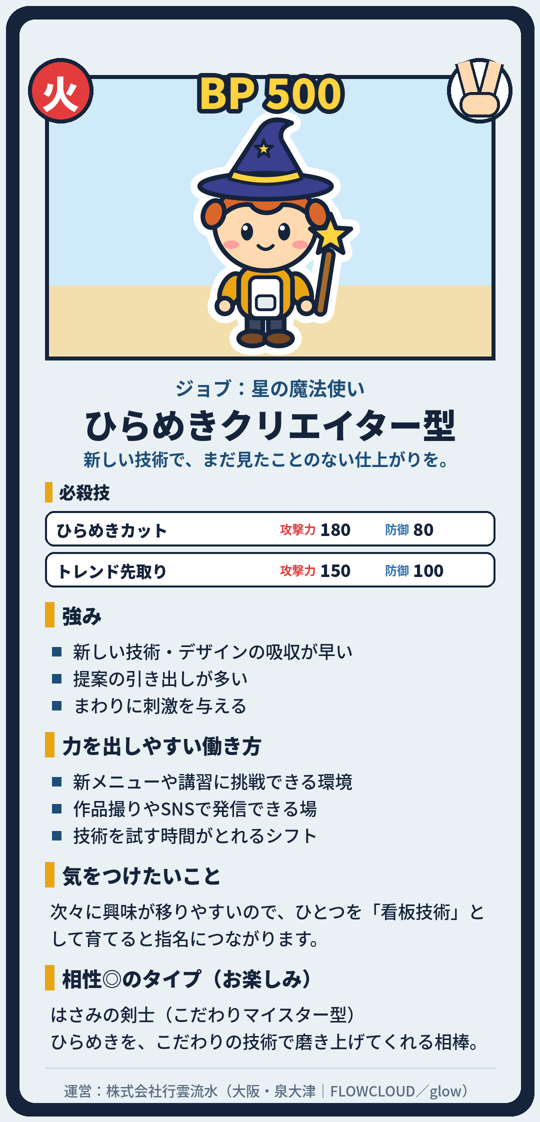 火
BP 500
ジョブ：星の魔法使い
ひらめきクリエイター型
新しい技術で、まだ見たことのない仕上がりを。
必殺技
ひらめきカット 攻撃力 180 防御 80
トレンド先取り 攻撃力 150 防御 100
強み
■ 新しい技術・デザインの吸収が早い
■ 提案の引き出しが多い
■ まわりに刺激を与える
力を出しやすい働き方
■ 新メニューや講習に挑戦できる環境
■ 作品撮りやSNSで発信できる場
■ 技術を試す時間がとれるシフト
気をつけたいこと
次々に興味が移りやすいので、ひとつを「看板技術」と
して育てると指名につながります。
相性◎のタイプ（お楽しみ）
はさみの剣士（こだわりマイスター型）
ひらめきを、こだわりの技術で磨き上げてくれる相棒。
運営：株式会社行雲流水（大阪・泉大津｜FLOWCLOUD／glow）